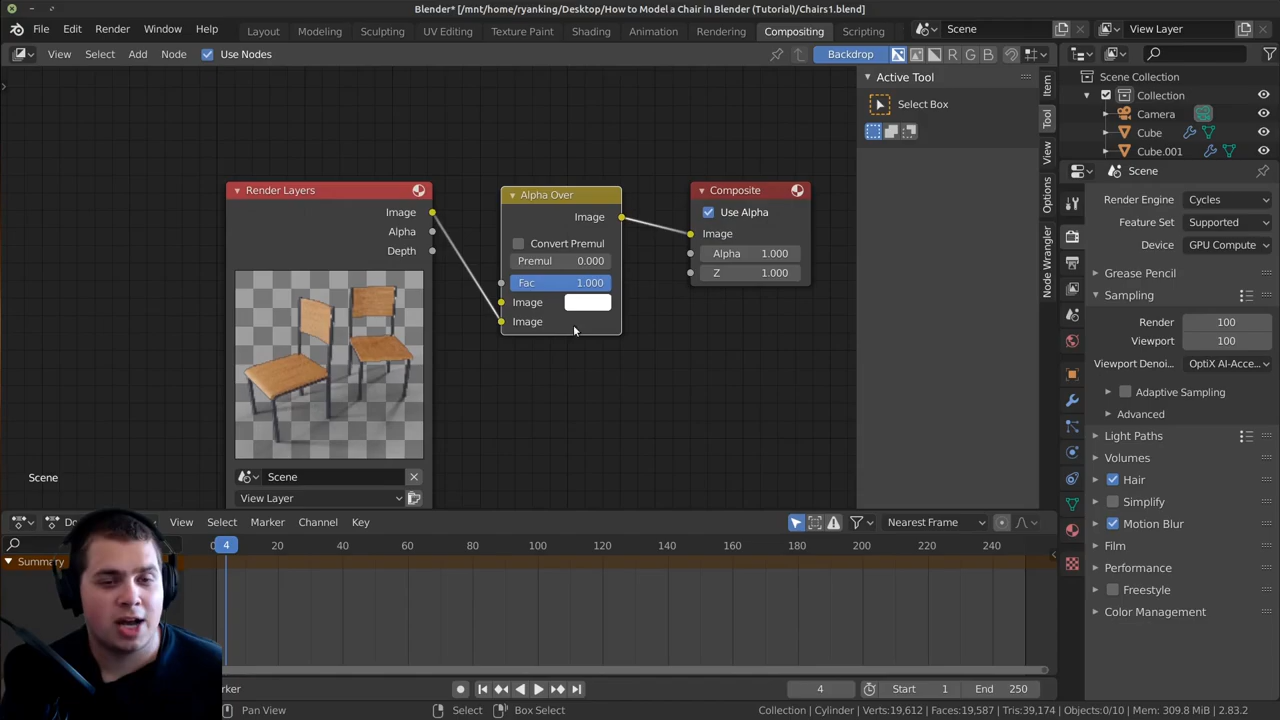 Blender* [/mnt/home/ryanking/Desktop/How to Model a Chair in Blender (Tutorial)/Chairs1.blend]
File Edit Render Window Help Layout Modeling Sculpting UV Editing Texture Paint Shading Animation Rendering Compositing Scripting Scene View Layer
View Select Add Node Use Nodes Backdrop R G B
Active Tool
Select Box
Item
Tool
View
Options
Node Wrangler
Scene Collection
Collection
Camera
Cube
Cube.001
Scene
Render Engine Cycles
Feature Set Supported
Device GPU Compute
Grease Pencil
Sampling
Render 100
Viewport 100
Viewport Denoi... OptiX AI-Acce...
Adaptive Sampling
Advanced
Light Paths
Volumes
Hair
Simplify
Motion Blur
Film
Performance
Freestyle
Color Management
Render Layers
Image
Alpha
Depth
Scene
View Layer
Alpha Over
Image
Convert Premul
Premul 0.000
Fac 1.000
Image
Image
Composite
Use Alpha
Image
Alpha 1.000
Z 1.000
Scene
View Select Marker Channel Key Nearest Frame
4 20 40 60 80 100 120 140 160 180 200 220 240
Summary
4 Start 1 End 250
Pan View Select Box Select Collection | Cylinder | Verts:19,612 | Faces:19,587 | Tris:39,174 | Objects:0/10 | Mem: 309.8 MiB | 2.83.2